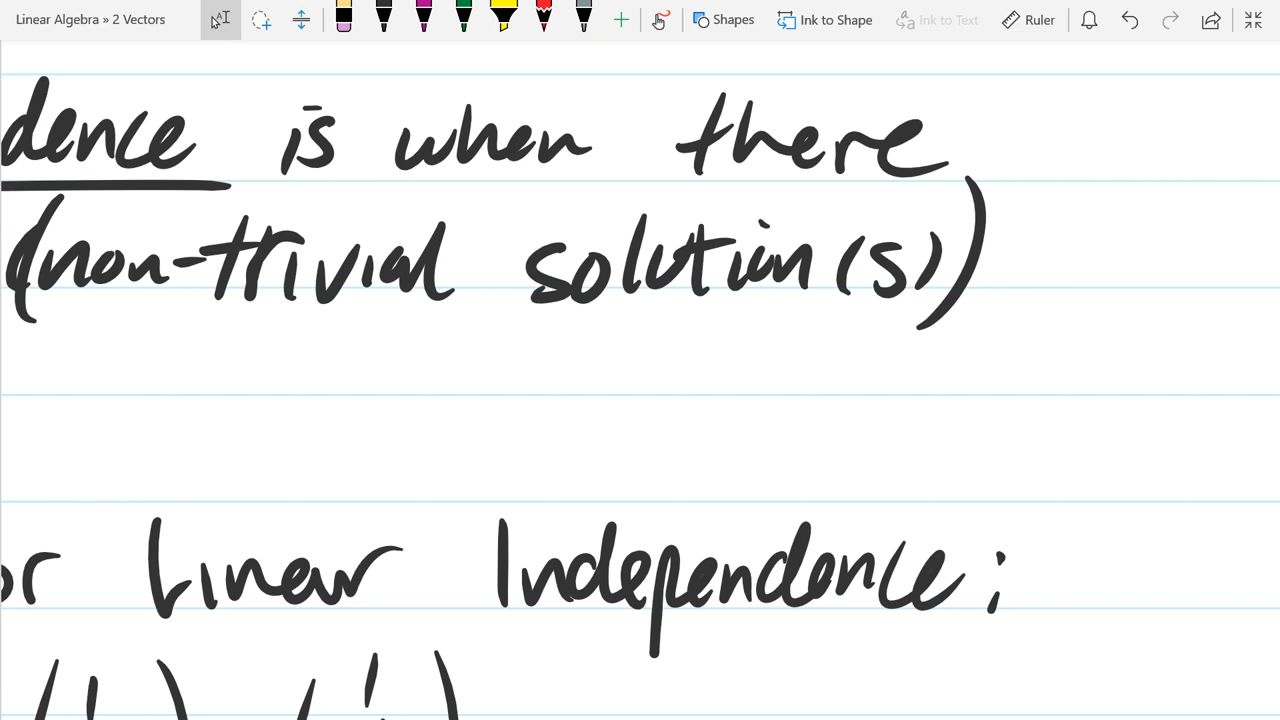 Linear Algebra » 2 Vectors Shapes Ink to Shape Ink to Text Ruler
dence is when there
(non-trivial solution(s))
or Linear Independence: